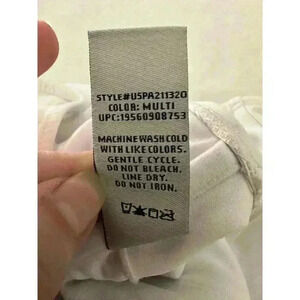 STYLE#USPA211320
COLOR: MULTI
UPC:19560908753
MACHINE WASH COLD
WITH LIKE COLORS.
GENTLE CYCLE.
DO NOT BLEACH.
LINE DRY.
DO NOT IRON.